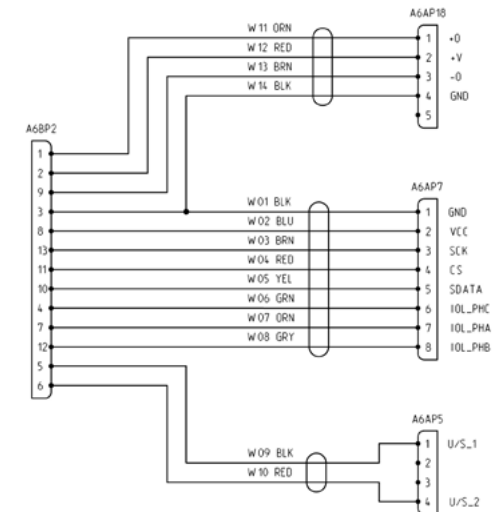 A6AP18
W11 ORN 1 +O
W12 RED 2 +V
W13 BRN 3 -O
W14 BLK 4 GND
5
A6BP2
1
2
9
3
8
13
11
10
4
7
12
5
6
A6AP7
W01 BLK 1 GND
W02 BLU 2 VCC
W03 BRN 3 SCK
W04 RED 4 CS
W05 YEL 5 SDATA
W06 GRN 6 IOL_PHC
W07 ORN 7 IOL_PHA
W08 GRY 8 IOL_PHB
A6AP5
1 U/S_1
W09 BLK 2
W10 RED 3
4 U/S_2